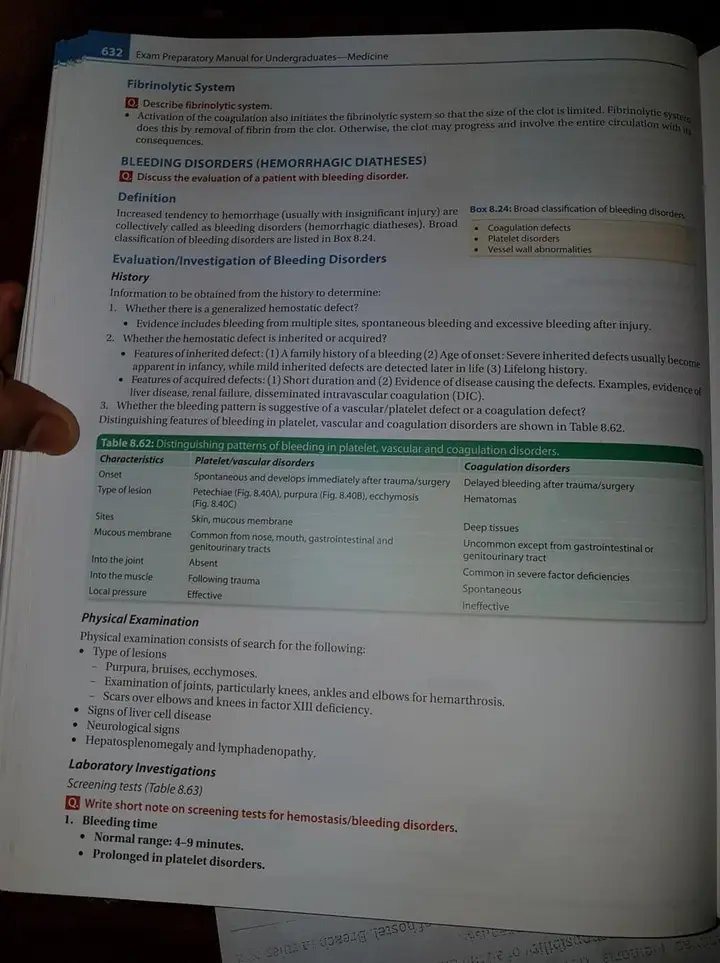 632 Exam Preparatory Manual for Undergraduates—Medicine
Fibrinolytic System
Q. Describe fibrinolytic system.
• Activation of the coagulation also initiates the fibrinolytic system so that the size of the clot is limited. Fibrinolytic system
does this by removal of fibrin from the clot. Otherwise, the clot may progress and involve the entire circulation with its
consequences.
BLEEDING DISORDERS (HEMORRHAGIC DIATHESES)
Q. Discuss the evaluation of a patient with bleeding disorder.
Definition
Increased tendency to hemorrhage (usually with insignificant injury) are
collectively called as bleeding disorders (hemorrhagic diatheses). Broad
classification of bleeding disorders are listed in Box 8.24.
Box 8.24: Broad classification of bleeding disorders.
• Coagulation defects
• Platelet disorders
• Vessel wall abnormalities
Evaluation/Investigation of Bleeding Disorders
History
Information to be obtained from the history to determine:
1. Whether there is a generalized hemostatic defect?
• Evidence includes bleeding from multiple sites, spontaneous bleeding and excessive bleeding after injury.
2. Whether the hemostatic defect is inherited or acquired?
• Features of inherited defect: (1) A family history of a bleeding (2) Age of onset: Severe inherited defects usually become
apparent in infancy, while mild inherited defects are detected later in life (3) Lifelong history.
• Features of acquired defects: (1) Short duration and (2) Evidence of disease causing the defects. Examples, evidence of
liver disease, renal failure, disseminated intravascular coagulation (DIC).
3. Whether the bleeding pattern is suggestive of a vascular/platelet defect or a coagulation defect?
Distinguishing features of bleeding in platelet, vascular and coagulation disorders are shown in Table 8.62.
Table 8.62: Distinguishing patterns of bleeding in platelet, vascular and coagulation disorders.
Characteristics Platelet/vascular disorders Coagulation disorders
Onset Spontaneous and develops immediately after trauma/surgery Delayed bleeding after trauma/surgery
Type of lesion Petechiae (Fig. 8.40A), purpura (Fig. 8.40B), ecchymosis Hematomas
(Fig. 8.40C)
Sites Skin, mucous membrane Deep tissues
Mucous membrane Common from nose, mouth, gastrointestinal and Uncommon except from gastrointestinal or
genitourinary tracts genitourinary tract
Into the joint Absent Common in severe factor deficiencies
Into the muscle Following trauma Spontaneous
Local pressure Effective Ineffective
Physical Examination
Physical examination consists of search for the following:
• Type of lesions
– Purpura, bruises, ecchymoses.
– Examination of joints, particularly knees, ankles and elbows for hemarthrosis.
– Scars over elbows and knees in factor XIII deficiency.
• Signs of liver cell disease
• Neurological signs
• Hepatosplenomegaly and lymphadenopathy.
Laboratory Investigations
Screening tests (Table 8.63)
Q. Write short note on screening tests for hemostasis/bleeding disorders.
1. Bleeding time
• Normal range: 4–9 minutes.
• Prolonged in platelet disorders.